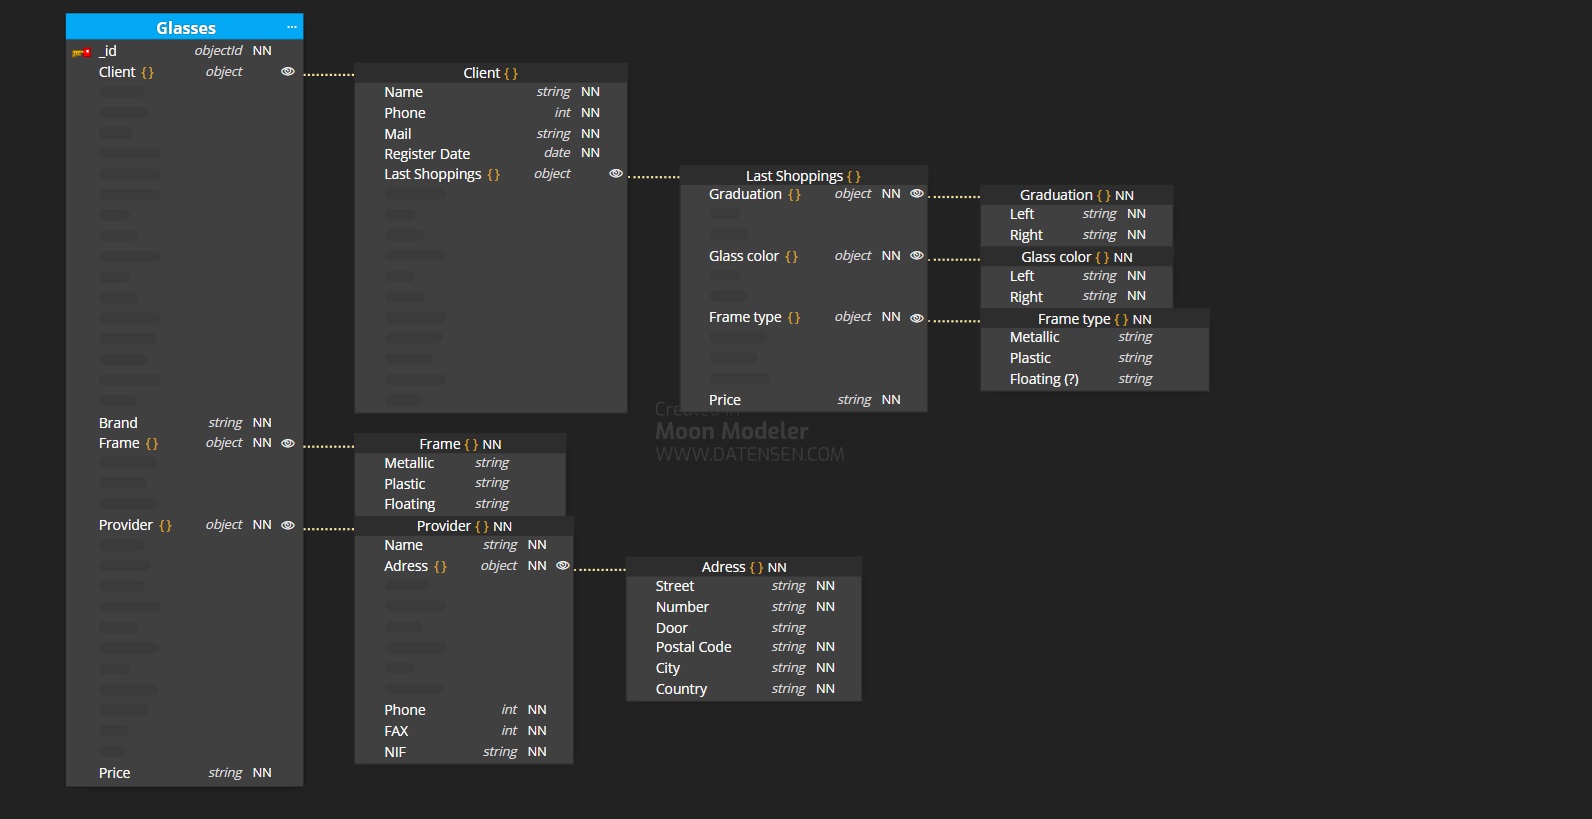 Glasses ...
_id objectId NN
Client { } object
Brand string NN
Frame { } object NN
Provider { } object NN
Price string NN
Client { }
Name string NN
Phone int NN
Mail string NN
Register Date date NN
Last Shoppings { } object
Last Shoppings { }
Graduation { } object NN
Glass color { } object NN
Frame type { } object NN
Price string NN
Graduation { } NN
Left string NN
Right string NN
Glass color { } NN
Left string NN
Right string NN
Frame type { } NN
Metallic string
Plastic string
Floating (?) string
Created in
Moon Modeler
WWW.DATENSEN.COM
Frame { } NN
Metallic string
Plastic string
Floating string
Provider { } NN
Name string NN
Adress { } object NN
Phone int NN
FAX int NN
NIF string NN
Adress { } NN
Street string NN
Number string NN
Door string
Postal Code string NN
City string NN
Country string NN